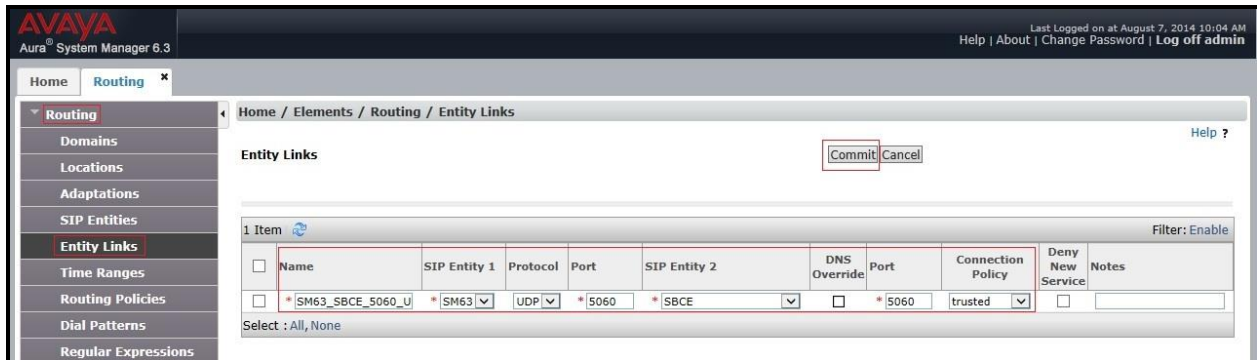 AVAYA
Last Logged on at August 7, 2014 10:04 AM
Aura® System Manager 6.3
Help | About | Change Password | Log off admin
Home
Routing ×
Routing
Domains
Locations
Adaptations
SIP Entities
Entity Links
Time Ranges
Routing Policies
Dial Patterns
Regular Expressions
Home / Elements / Routing / Entity Links
Help ?
Entity Links
Commit Cancel
1 Item
Filter: Enable
Name SIP Entity 1 Protocol Port SIP Entity 2 DNS Override Port Connection Policy Deny New Service Notes
* SM63_SBCE_5060_U * SM63 UDP * 5060 * SBCE * 5060 trusted
Select : All, None